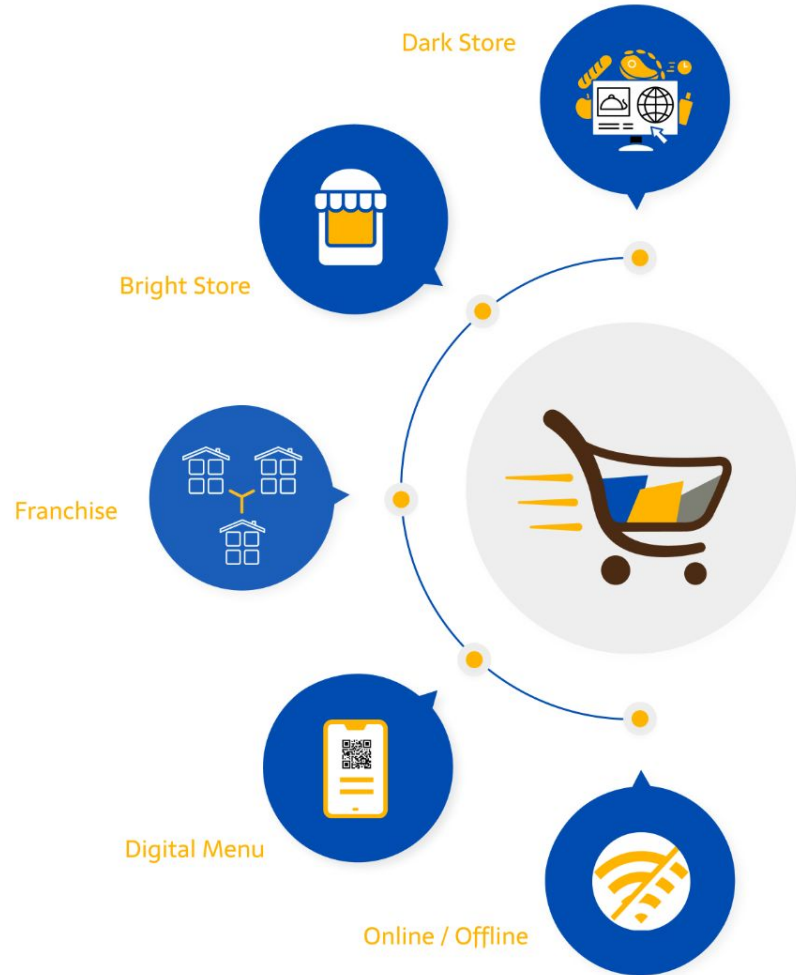 Dark Store
Bright Store
Franchise
Digital Menu
Online / Offline